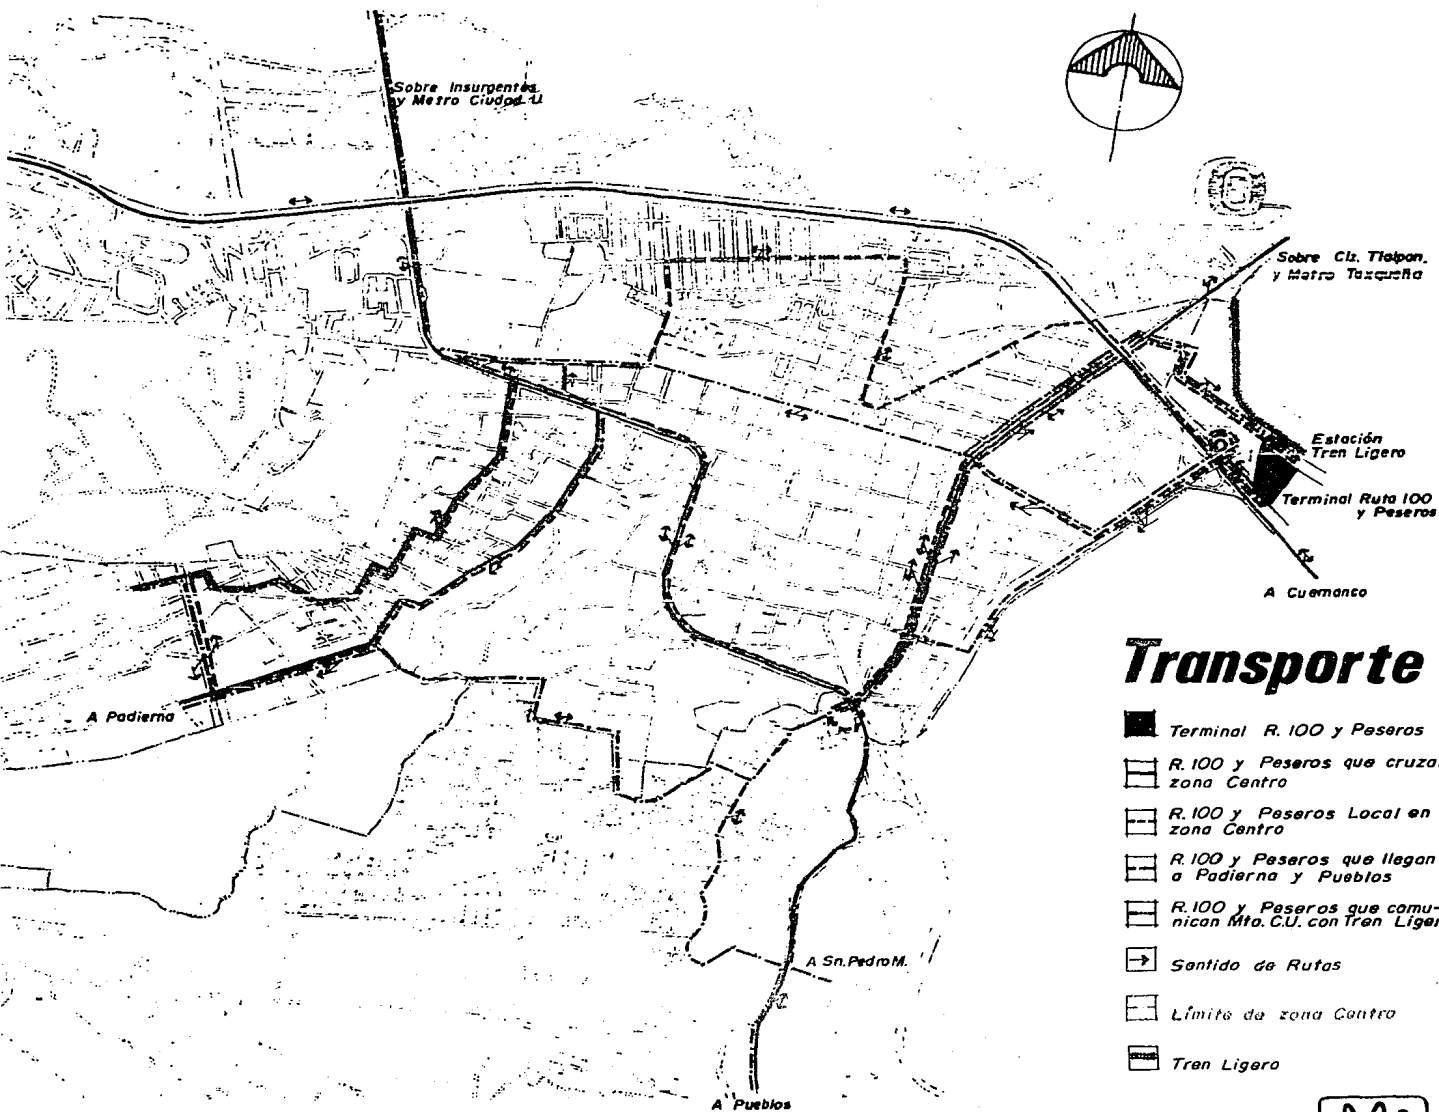 Sobre Insurgentes
y Metro Ciudad U.
Sobre Clz. Tlalpan.
y Metro Taxqueña
Estación
Tren Ligero
Terminal Ruta 100
y Peseros
A Cuemanco
A Padierna
A Sn. Pedro M.
A Pueblos
Transporte
Terminal R. 100 y Peseros
R. 100 y Peseros que cruza
zona Centro
R. 100 y Peseros Local en
zona Centro
R. 100 y Peseros que llegan
a Padierna y Pueblos
R. 100 y Peseros que comu-
nican Mto. C.U. con Tren Liger
Sentido de Rutas
Límite de zona Centro
Tren Ligero